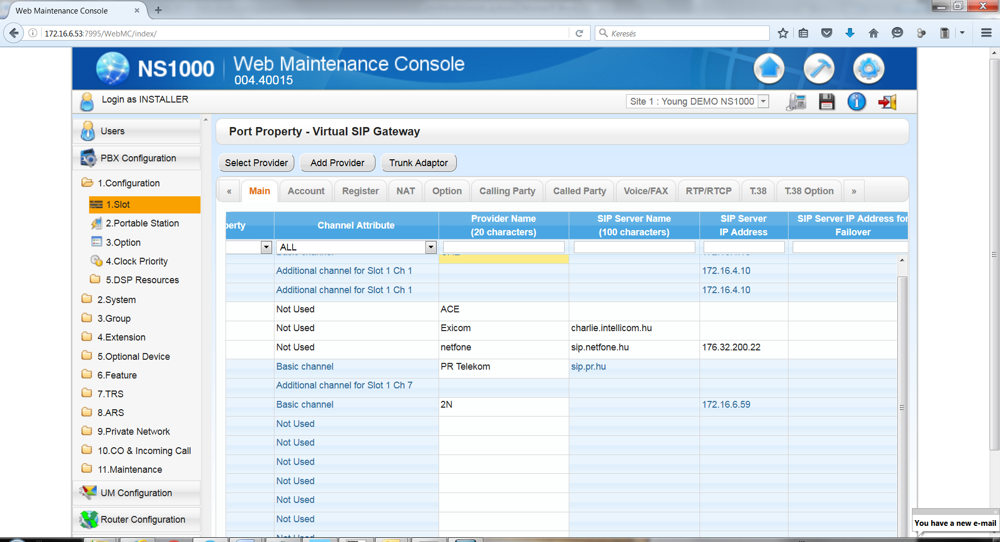 Web Maintenance Console
172.16.6.53:7995/WebMC/index/
Keresés
NS1000
Web Maintenance Console
004.40015
Login as INSTALLER
Site 1 : Young DEMO NS1000
Users
PBX Configuration
1.Configuration
1.Slot
2.Portable Station
3.Option
4.Clock Priority
5.DSP Resources
2.System
3.Group
4.Extension
5.Optional Device
6.Feature
7.TRS
8.ARS
9.Private Network
10.CO & Incoming Call
11.Maintenance
UM Configuration
Router Configuration
Port Property - Virtual SIP Gateway
Select Provider
Add Provider
Trunk Adaptor
« Main Account Register NAT Option Calling Party Called Party Voice/FAX RTP/RTCP T.38 T.38 Option »
perty
Channel Attribute
Provider Name
(20 characters)
SIP Server Name
(100 characters)
SIP Server
IP Address
SIP Server IP Address for
Failover
ALL
Basic channel
Additional channel for Slot 1 Ch 1 172.16.4.10
Additional channel for Slot 1 Ch 1 172.16.4.10
Not Used ACE
Not Used Exicom charlie.intellicom.hu
Not Used netfone sip.netfone.hu 176.32.200.22
Basic channel PR Telekom sip.pr.hu
Additional channel for Slot 1 Ch 7
Basic channel 2N 172.16.6.59
Not Used
Not Used
Not Used
Not Used
Not Used
Not Used
Not Used
You have a new e-mail